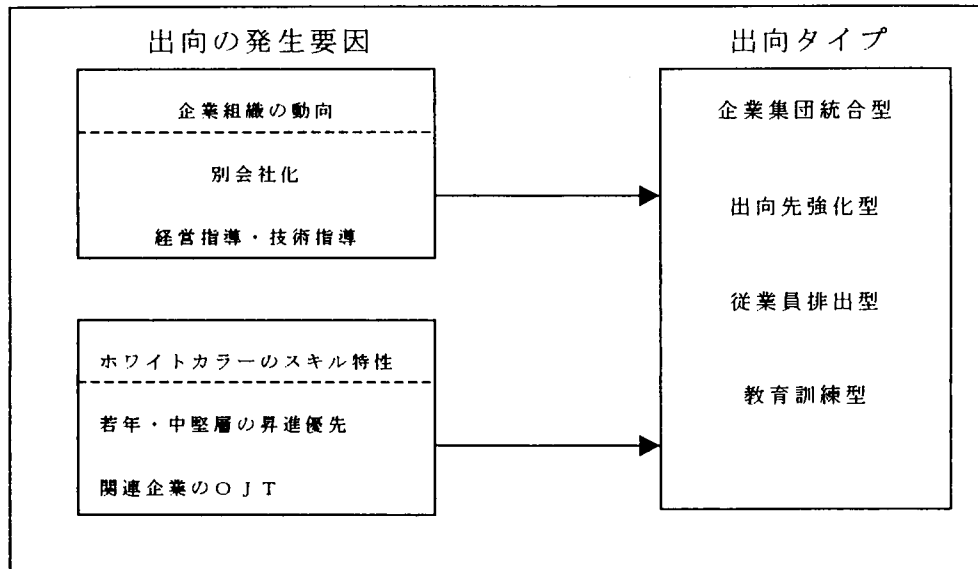 出向の発生要因
企業組織の動向
別会社化
経営指導・技術指導
ホワイトカラーのスキル特性
若年・中堅層の昇進優先
関連企業のOJT
出向タイプ
企業集団統合型
出向先強化型
従業員排出型
教育訓練型